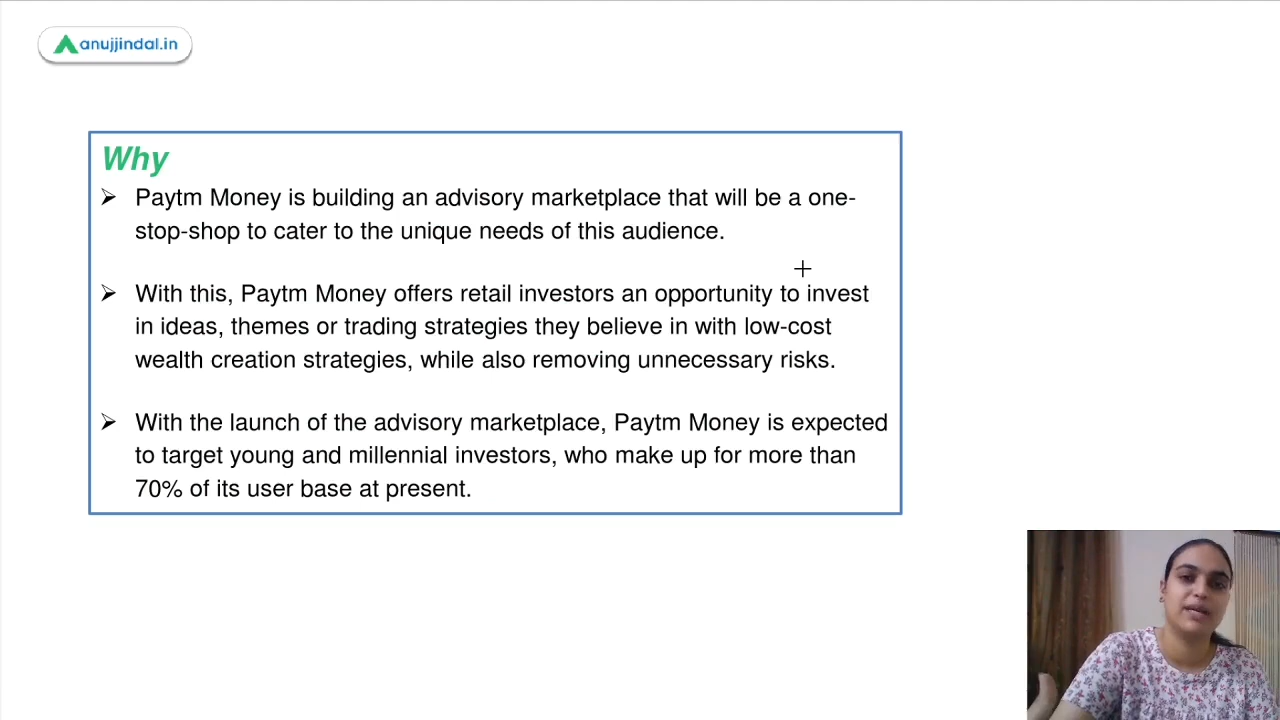 anujjindal.in
Why
➢ Paytm Money is building an advisory marketplace that will be a one-
stop-shop to cater to the unique needs of this audience.
➢ With this, Paytm Money offers retail investors an opportunity to invest
in ideas, themes or trading strategies they believe in with low-cost
wealth creation strategies, while also removing unnecessary risks.
➢ With the launch of the advisory marketplace, Paytm Money is expected
to target young and millennial investors, who make up for more than
70% of its user base at present.